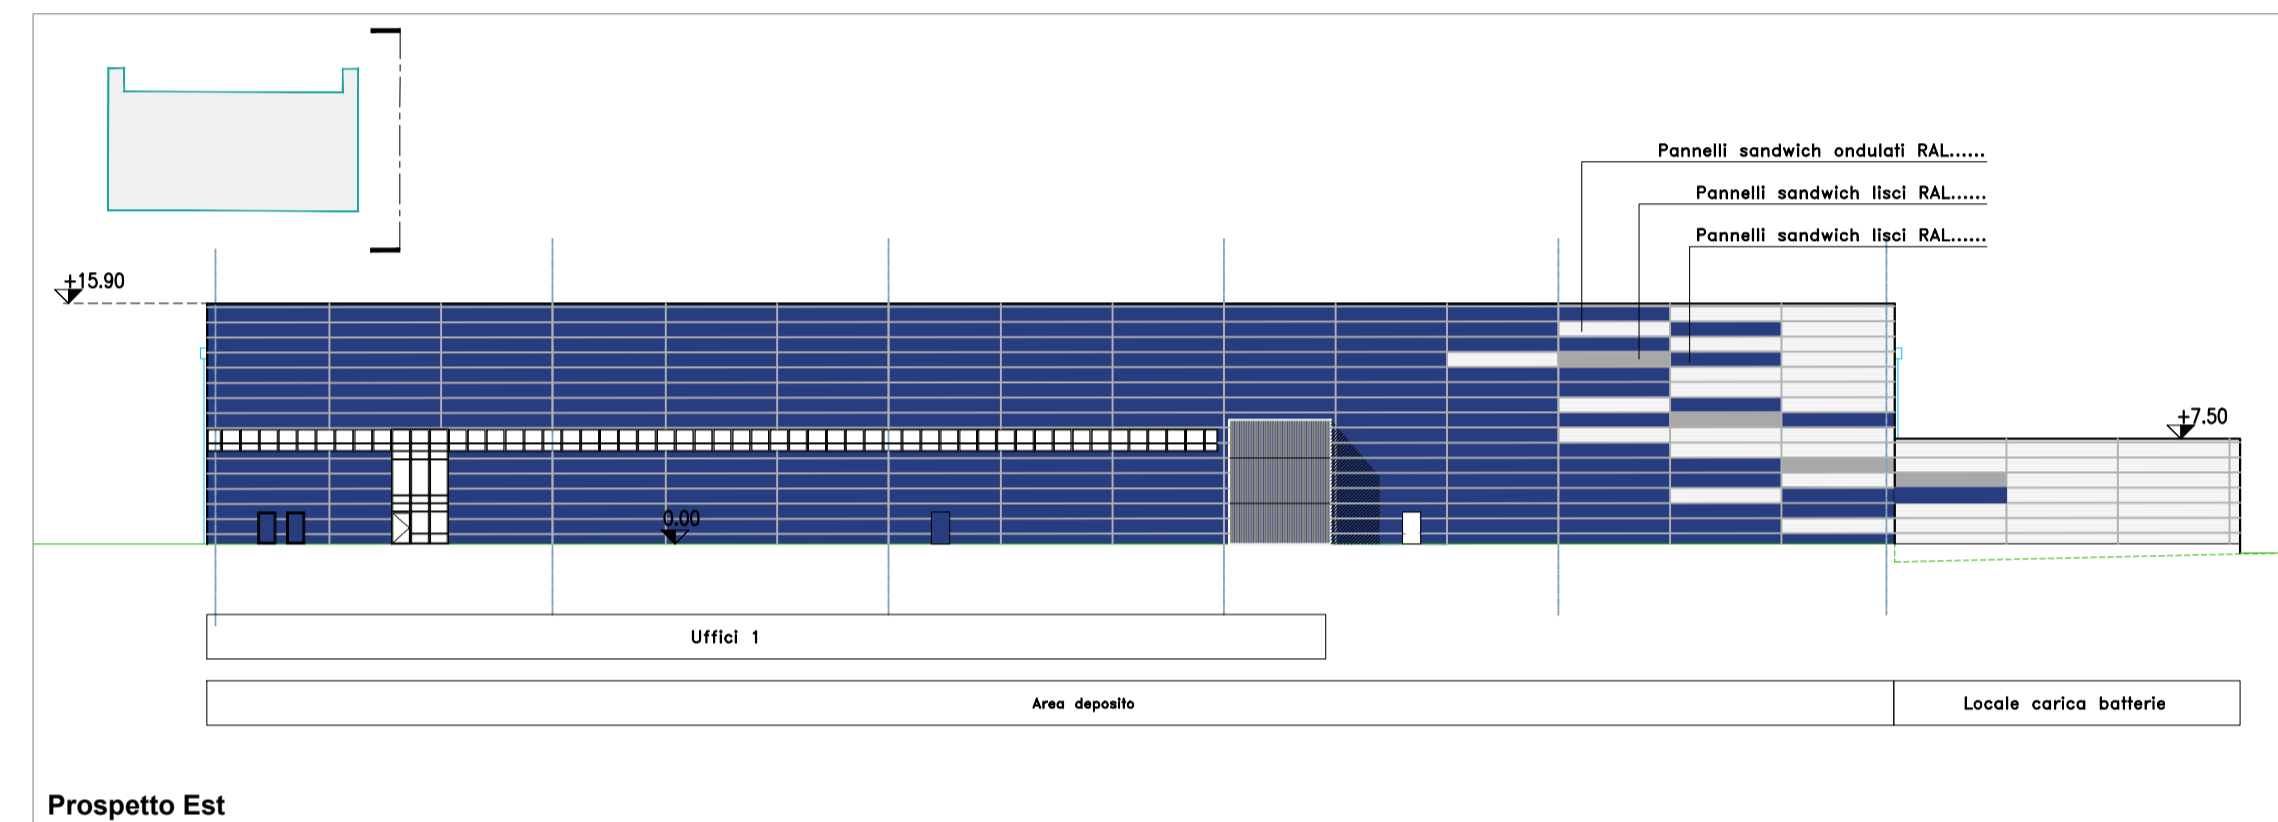 Pannelli sandwich ondulati RAL......
Pannelli sandwich lisci RAL......
Pannelli sandwich lisci RAL......
+15.90
+7.50
0.00
Uffici 1
Area deposito
Locale carica batterie
Prospetto Est